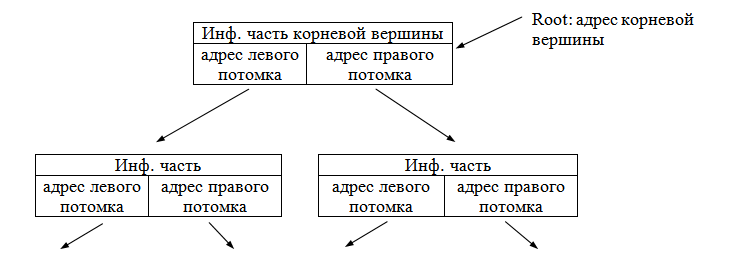 Root: адрес корневой
вершины
Инф. часть корневой вершины
адрес левого
потомка
адрес правого
потомка
Инф. часть
адрес левого
потомка
адрес правого
потомка
Инф. часть
адрес левого
потомка
адрес правого
потомка